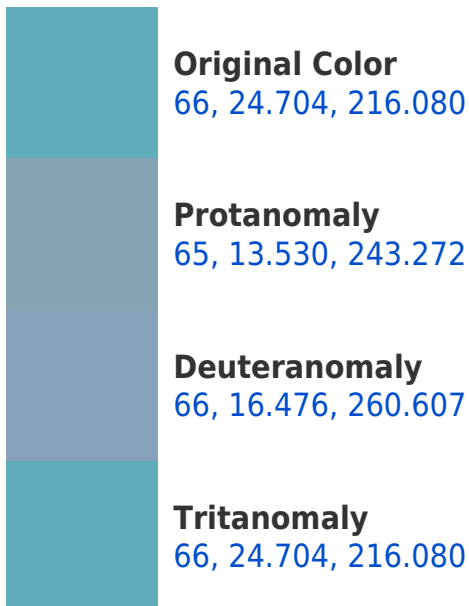 Original Color
66, 24.704, 216.080
Protanomaly
65, 13.530, 243.272
Deuteranomaly
66, 16.476, 260.607
Tritanomaly
66, 24.704, 216.080